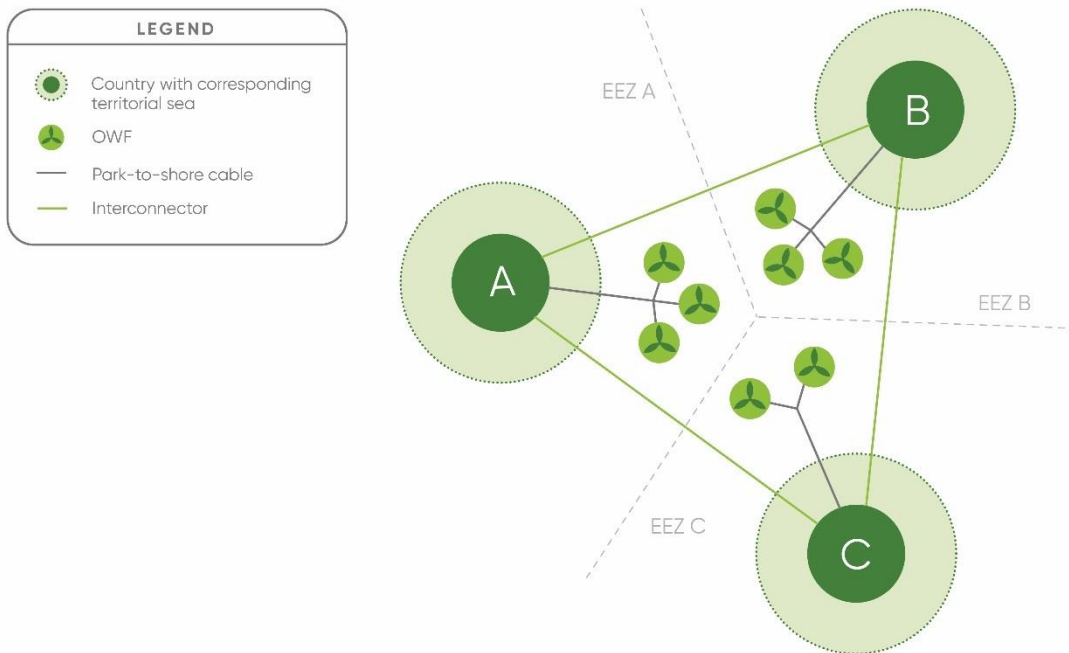 LEGEND
Country with corresponding
territorial sea
OWF
Park-to-shore cable
Interconnector
EEZ A
B
A
EEZ B
EEZ C
C